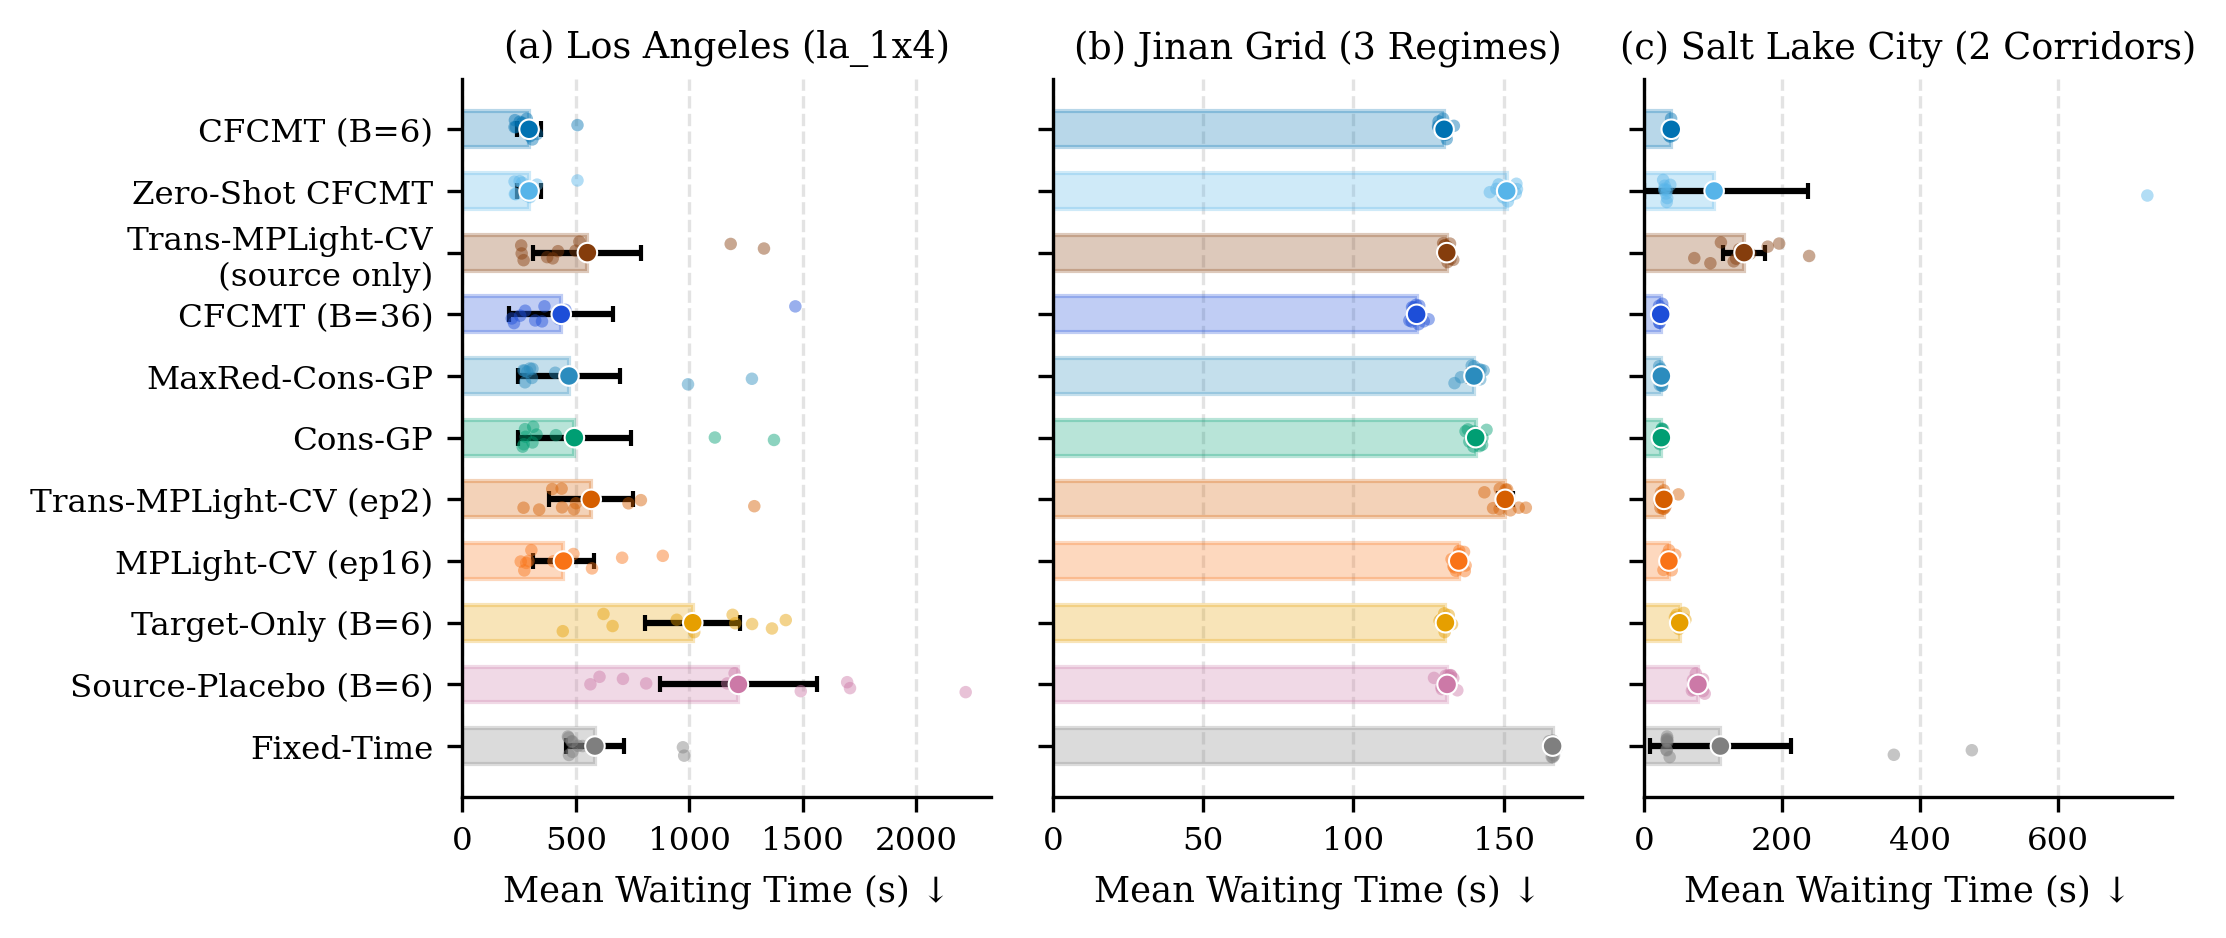 (a) Los Angeles (la_1x4)
(b) Jinan Grid (3 Regimes)
(c) Salt Lake City (2 Corridors)
CFCMT (B=6)
Zero-Shot CFCMT
Trans-MPLight-CV
(source only)
CFCMT (B=36)
MaxRed-Cons-GP
Cons-GP
Trans-MPLight-CV (ep2)
MPLight-CV (ep16)
Target-Only (B=6)
Source-Placebo (B=6)
Fixed-Time
0 500 1000 1500 2000
0 50 100 150
0 200 400 600
Mean Waiting Time (s) ↓
Mean Waiting Time (s) ↓
Mean Waiting Time (s) ↓